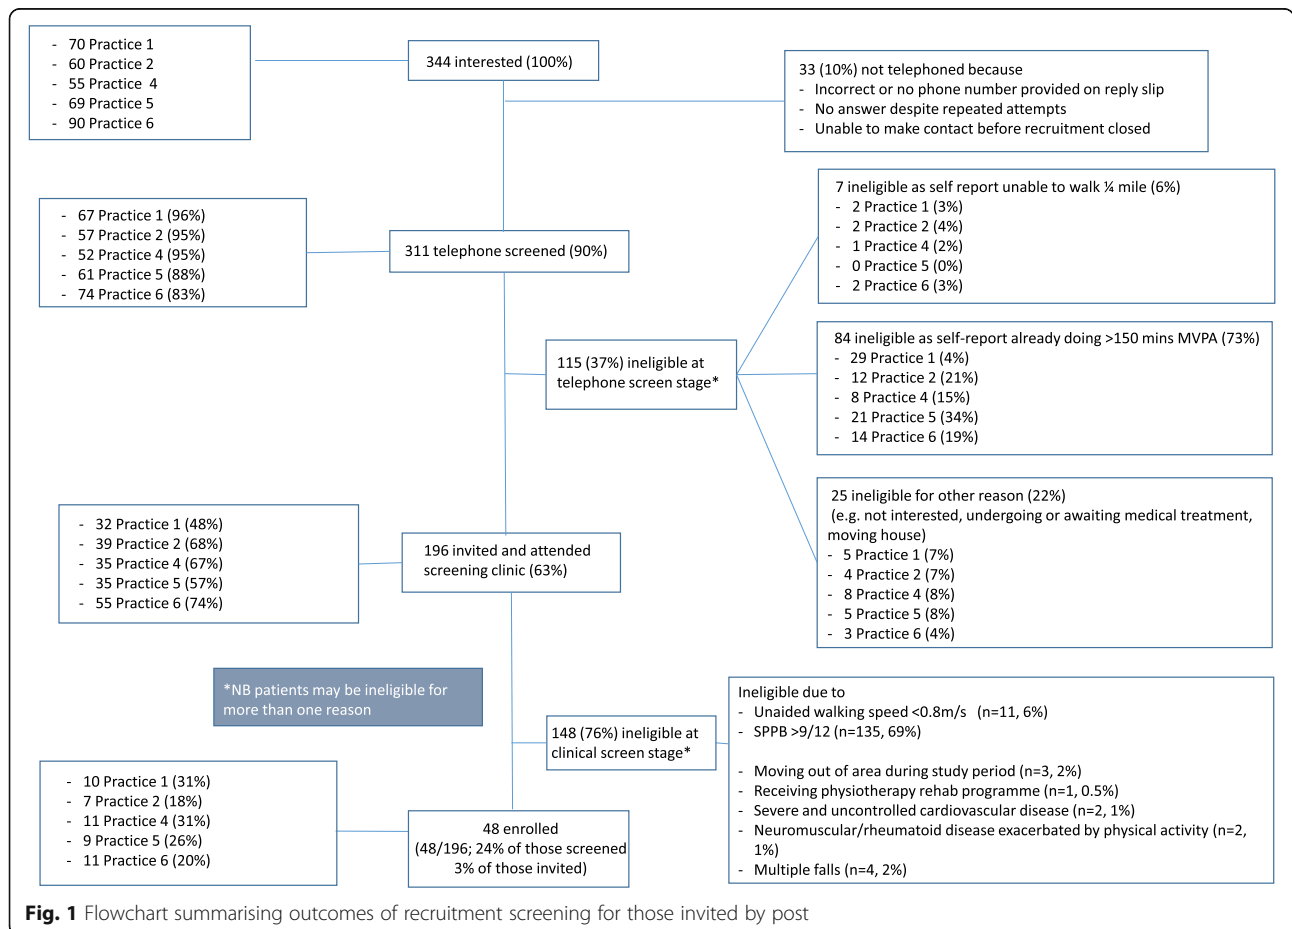 - 70 Practice 1
- 60 Practice 2
- 55 Practice 4
- 69 Practice 5
- 90 Practice 6
344 interested (100%)
33 (10%) not telephoned because
- Incorrect or no phone number provided on reply slip
- No answer despite repeated attempts
- Unable to make contact before recruitment closed
- 67 Practice 1 (96%)
- 57 Practice 2 (95%)
- 52 Practice 4 (95%)
- 61 Practice 5 (88%)
- 74 Practice 6 (83%)
311 telephone screened (90%)
7 ineligible as self report unable to walk ¼ mile (6%)
- 2 Practice 1 (3%)
- 2 Practice 2 (4%)
- 1 Practice 4 (2%)
- 0 Practice 5 (0%)
- 2 Practice 6 (3%)
115 (37%) ineligible at
telephone screen stage*
84 ineligible as self-report already doing >150 mins MVPA (73%)
- 29 Practice 1 (4%)
- 12 Practice 2 (21%)
- 8 Practice 4 (15%)
- 21 Practice 5 (34%)
- 14 Practice 6 (19%)
25 ineligible for other reason (22%)
(e.g. not interested, undergoing or awaiting medical treatment,
moving house)
- 5 Practice 1 (7%)
- 4 Practice 2 (7%)
- 8 Practice 4 (8%)
- 5 Practice 5 (8%)
- 3 Practice 6 (4%)
- 32 Practice 1 (48%)
- 39 Practice 2 (68%)
- 35 Practice 4 (67%)
- 35 Practice 5 (57%)
- 55 Practice 6 (74%)
196 invited and attended
screening clinic (63%)
*NB patients may be ineligible for
more than one reason
148 (76%) ineligible at
clinical screen stage*
Ineligible due to
- Unaided walking speed <0.8m/s (n=11, 6%)
- SPPB >9/12 (n=135, 69%)
- Moving out of area during study period (n=3, 2%)
- Receiving physiotherapy rehab programme (n=1, 0.5%)
- Severe and uncontrolled cardiovascular disease (n=2, 1%)
- Neuromuscular/rheumatoid disease exacerbated by physical activity (n=2,
1%)
- Multiple falls (n=4, 2%)
- 10 Practice 1 (31%)
- 7 Practice 2 (18%)
- 11 Practice 4 (31%)
- 9 Practice 5 (26%)
- 11 Practice 6 (20%)
48 enrolled
(48/196; 24% of those screened
3% of those invited)
Fig. 1 Flowchart summarising outcomes of recruitment screening for those invited by post